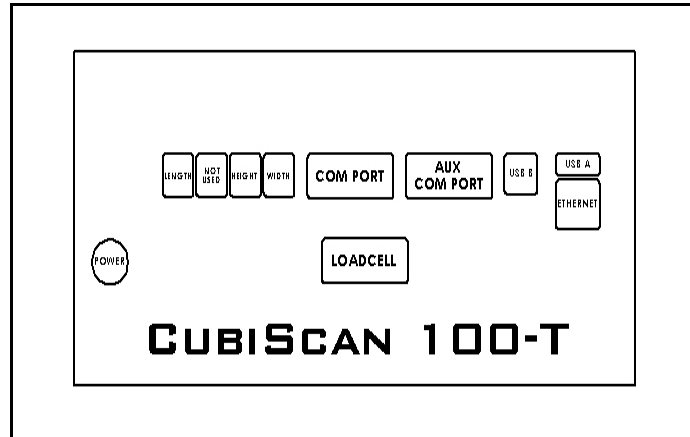 LENGTH
NOT
USED
HEIGHT
WIDTH
COM PORT
AUX
COM PORT
USB B
USB A
ETHERNET
POWER
LOADCELL
CUBISCAN 100-T